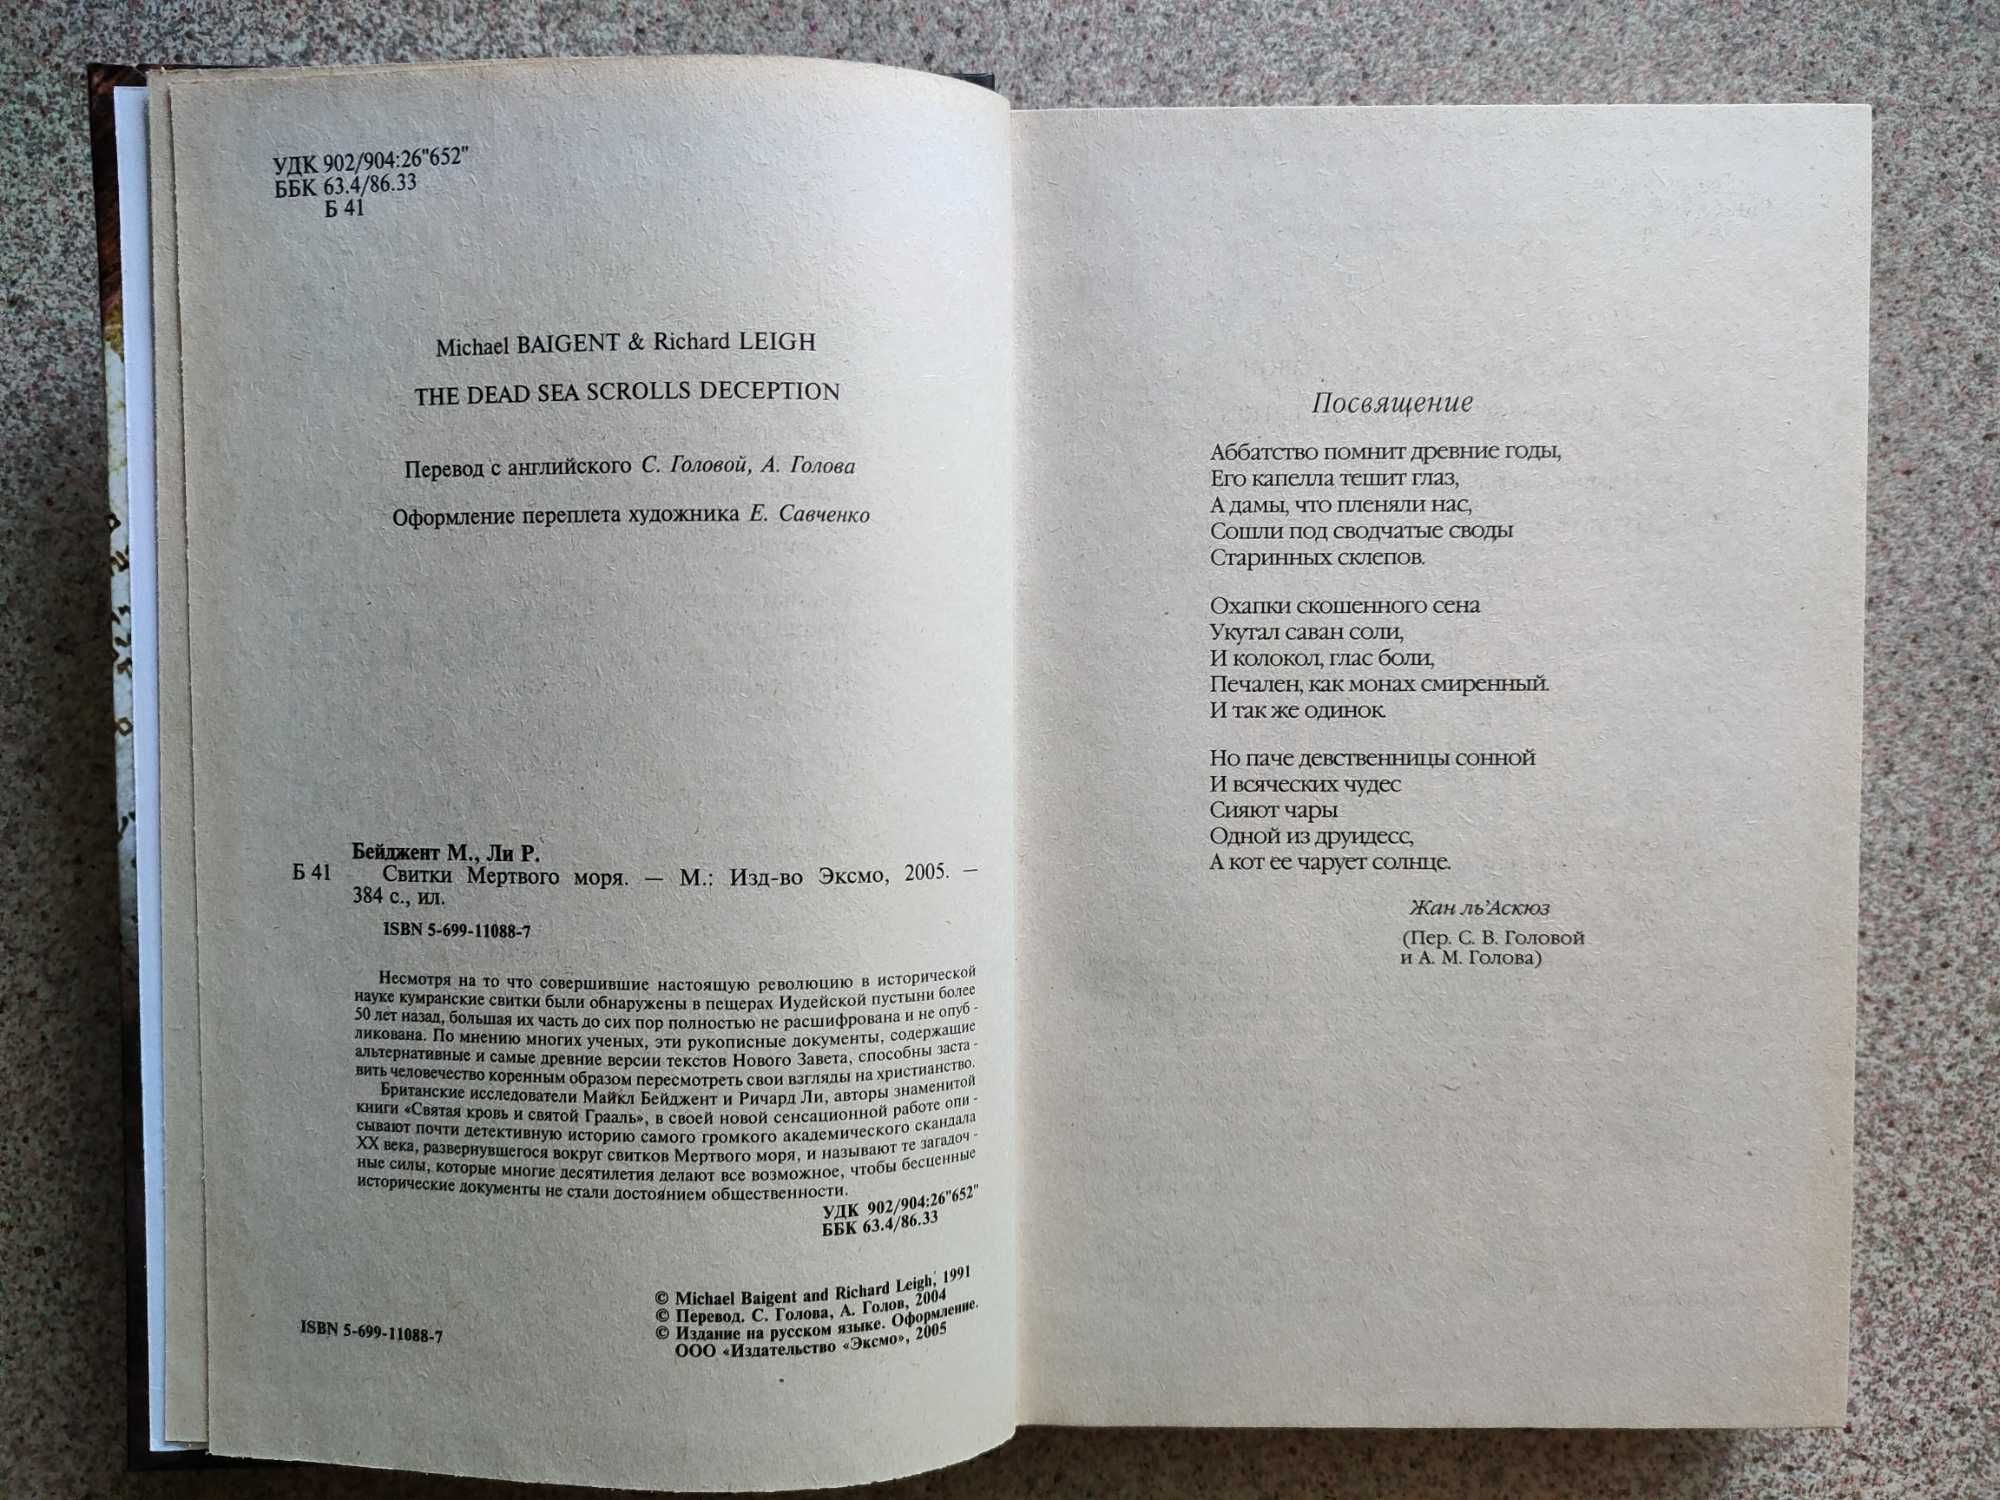 УДК 902/904:26"652"
ББК 63.4/86.33
Б 41
Michael BAIGENT & Richard LEIGH
THE DEAD SEA SCROLLS DECEPTION
Перевод с английского С. Головой, А. Голова
Оформление переплета художника Е. Савченко
Бейджент М., Ли Р.
Б 41 Свитки Мертвого моря. — М.: Изд-во Эксмо, 2005. —
384 с., ил.
ISBN 5-699-11088-7
Несмотря на то что совершившие настоящую революцию в исторической
науке кумранские свитки были обнаружены в пещерах Иудейской пустыни более
50 лет назад, большая их часть до сих пор полностью не расшифрована и не опуб-
ликована. По мнению многих ученых, эти рукописные документы, содержащие
альтернативные и самые древние версии текстов Нового Завета, способны заста-
вить человечество коренным образом пересмотреть свои взгляды на христианство.
Британские исследователи Майкл Бейджент и Ричард Ли, авторы знаменитой
книги «Святая кровь и святой Грааль», в своей новой сенсационной работе опи-
сывают почти детективную историю самого громкого академического скандала
XX века, развернувшегося вокруг свитков Мертвого моря, и называют те загадоч-
ные силы, которые многие десятилетия делают все возможное, чтобы бесценные
исторические документы не стали достоянием общественности.
УДК 902/904:26"652"
ББК 63.4/86.33
© Michael Baigent and Richard Leigh, 1991
© Перевод. С. Голова, А. Голов, 2004
© Издание на русском языке. Оформление.
ООО «Издательство «Эксмо», 2005
ISBN 5-699-11088-7
Посвящение
Аббатство помнит древние годы,
Его капелла тешит глаз,
А дамы, что пленяли нас,
Сошли под сводчатые своды
Старинных склепов.
Охапки скошенного сена
Укутал саван соли,
И колокол, глас боли,
Печален, как монах смиренный.
И так же одинок.
Но паче девственницы сонной
И всяческих чудес
Сияют чары
Одной из друидесс,
А кот ее чарует солнце.
Жан ль'Аскюз
(Пер. С. В. Головой
и А. М. Голова)